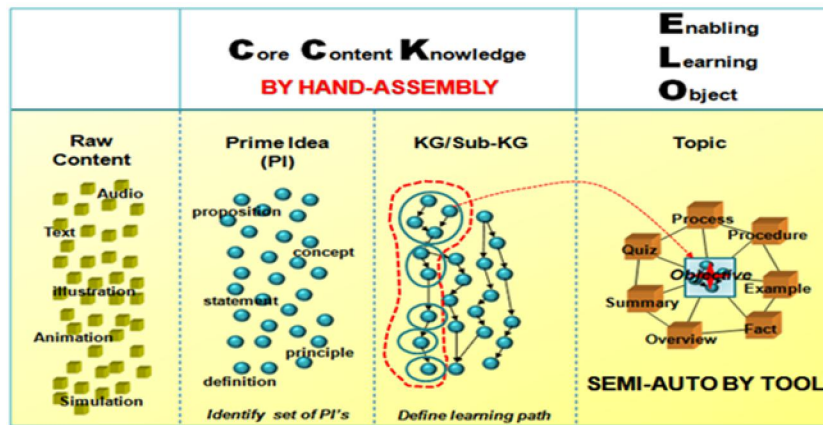 Core Content Knowledge
BY HAND-ASSEMBLY
Enabling
Learning
Object
Raw
Content
Audio
Text
illustration
Animation
Simulation
Prime Idea
(PI)
proposition
concept
statement
principle
definition
Identify set of PI's
KG/Sub-KG
Define learning path
Topic
Process
Procedure
Quiz
Objective
Example
Summary
Fact
Overview
SEMI-AUTO BY TOOL